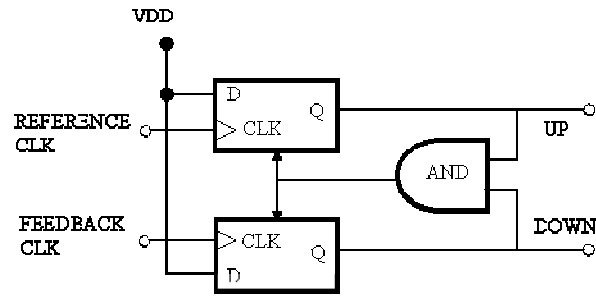 VDD
D
Q
REFERENCE
CLK
CLK
UP
AND
FEEDBACK
CLK
CLK
Q
DOWN
D